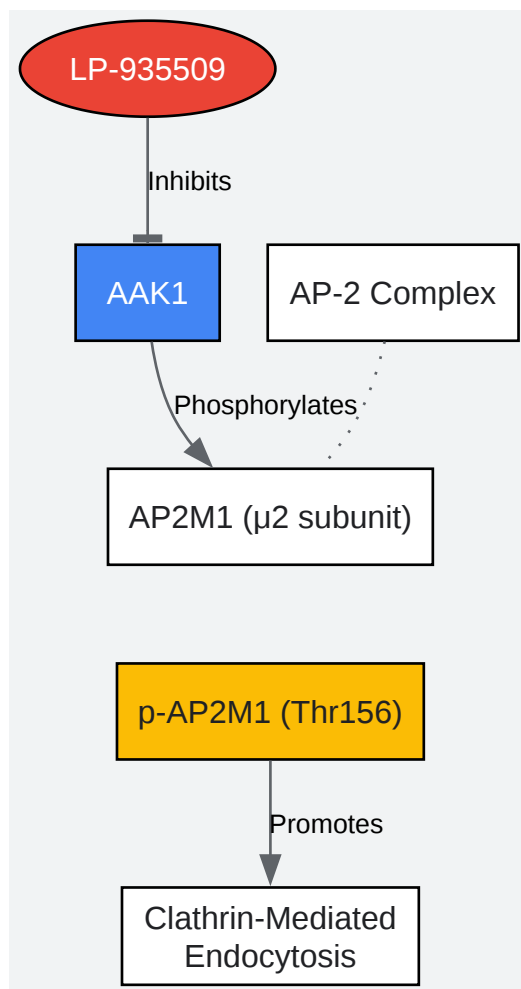 LP-935509
Inhibits
AAK1
AP-2 Complex
Phosphorylates
AP2M1 (μ2 subunit)
p-AP2M1 (Thr156)
Promotes
Clathrin-Mediated
Endocytosis